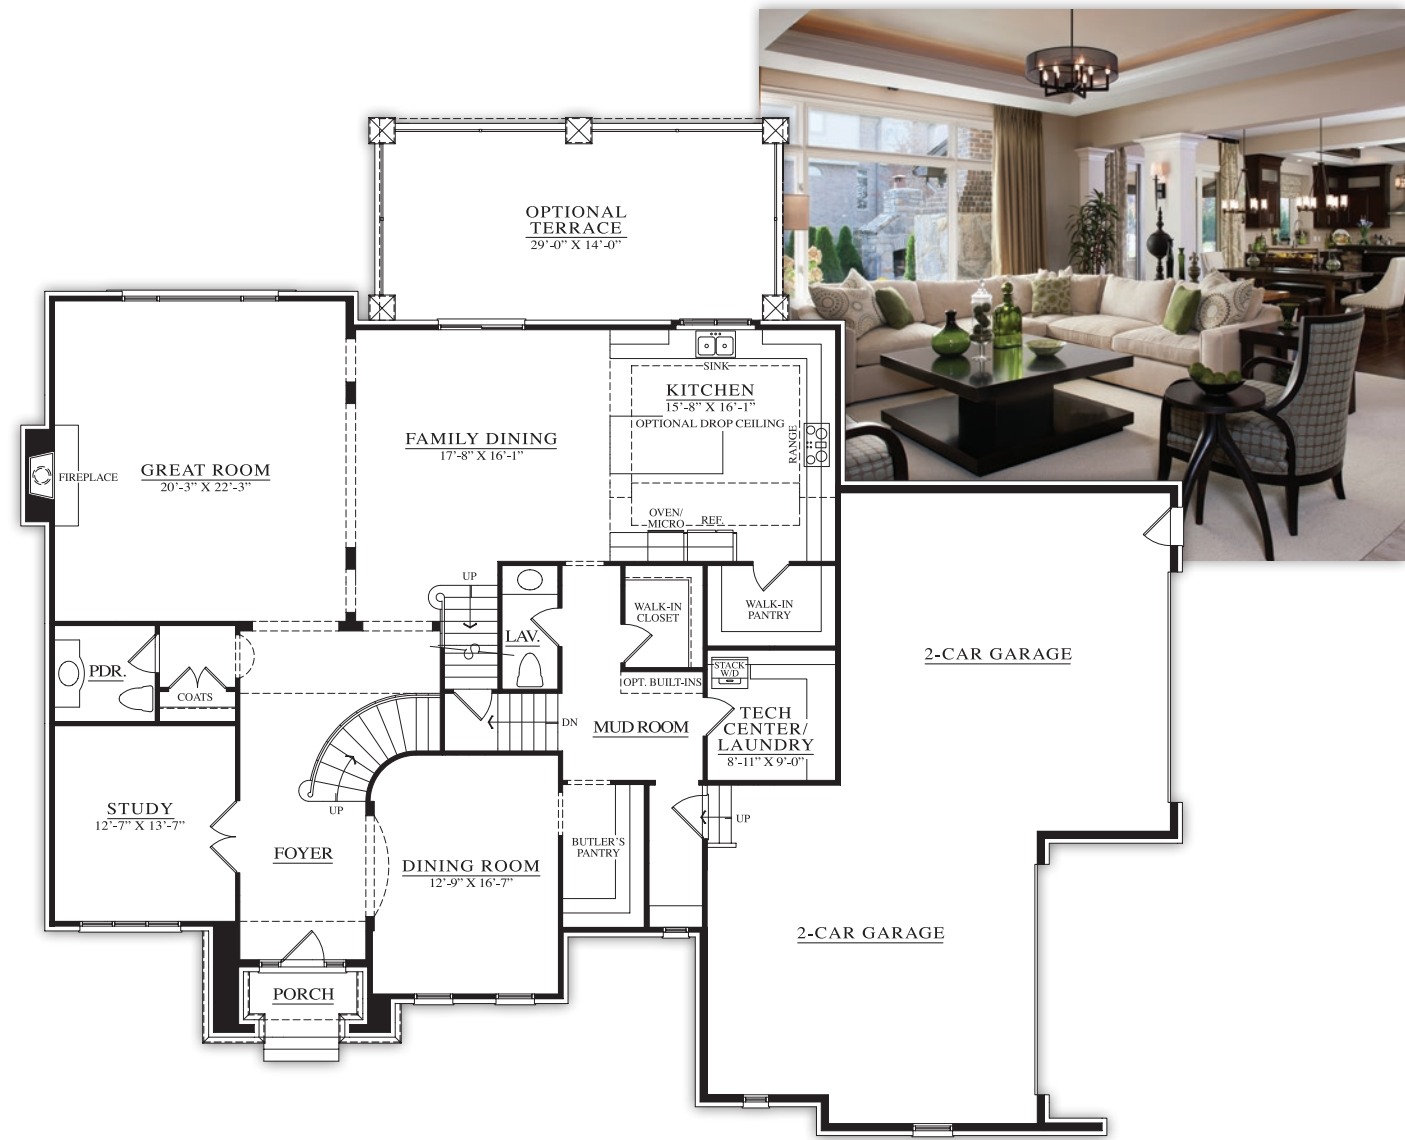 OPTIONAL
TERRACE
29'-0” X 14'-0”
SINK
KITCHEN
15'-8” X 16'-1”
OPTIONAL DROP CEILING
RANGE
FAMILY DINING
17'-8” X 16'-1”
GREAT ROOM
20'-3” X 22'-3”
FIREPLACE
OVEN/
MICRO
REF.
UP
WALK-IN
CLOSET
WALK-IN
PANTRY
LAV.
2-CAR GARAGE
PDR.
COATS
STACK
W/D
OPT. BUILT-INS
DN
MUD ROOM
TECH
CENTER/
LAUNDRY
8'-11” X 9'-0”
STUDY
12'-7” X 13'-7”
UP
UP
FOYER
BUTLER'S
PANTRY
DINING ROOM
12'-9” X 16'-7”
2-CAR GARAGE
PORCH